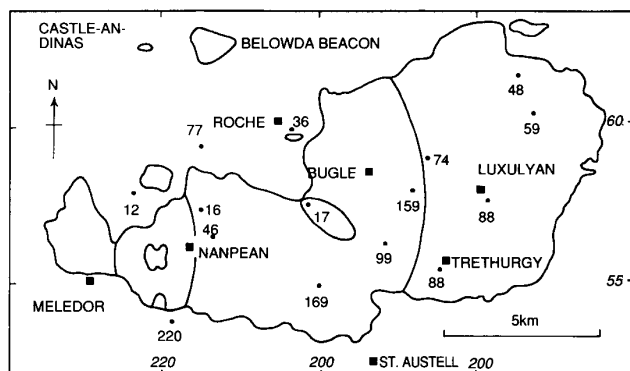 CASTLE-AN-
DINAS
BELOWDA BEACON
N
48
ROCHE
36
60
77
59
74
BUGLE
LUXULYAN
12
16
17
159
88
46
NANPEAN
99
TRETHURGY
55
88
MELEDOR
169
5km
220
ST. AUSTELL
220
200
200